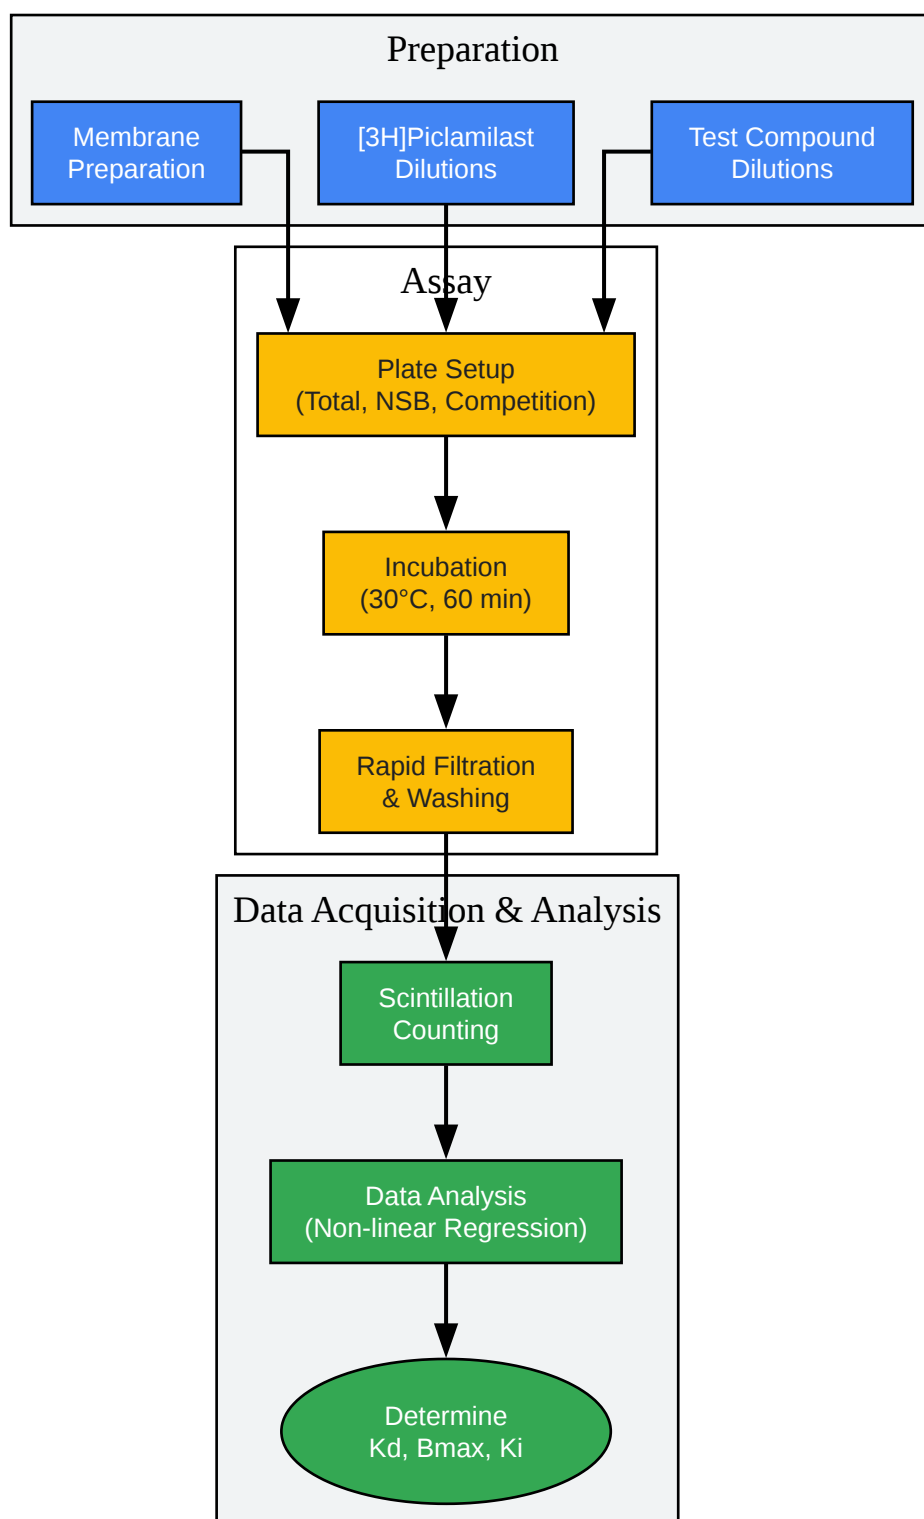 Preparation
Membrane
Preparation
[3H]Piclamilast
Dilutions
Test Compound
Dilutions
Assay
Plate Setup
(Total, NSB, Competition)
Incubation
(30°C, 60 min)
Rapid Filtration
& Washing
Data Acquisition & Analysis
Scintillation
Counting
Data Analysis
(Non-linear Regression)
Determine
Kd, Bmax, Ki